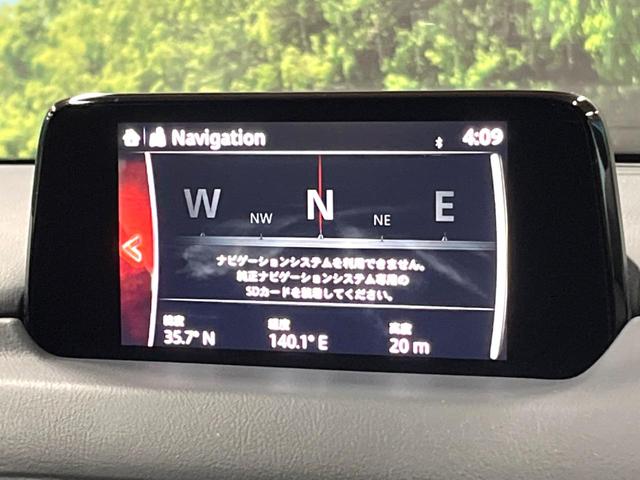 Navigation 4:09
W NW N NE E
ナビゲーションシステムを利用できません。
純正ナビゲーションシステム専用の
SDカードを装着してください。
緯度 経度 高度
35.7° N 140.1° E 20 m